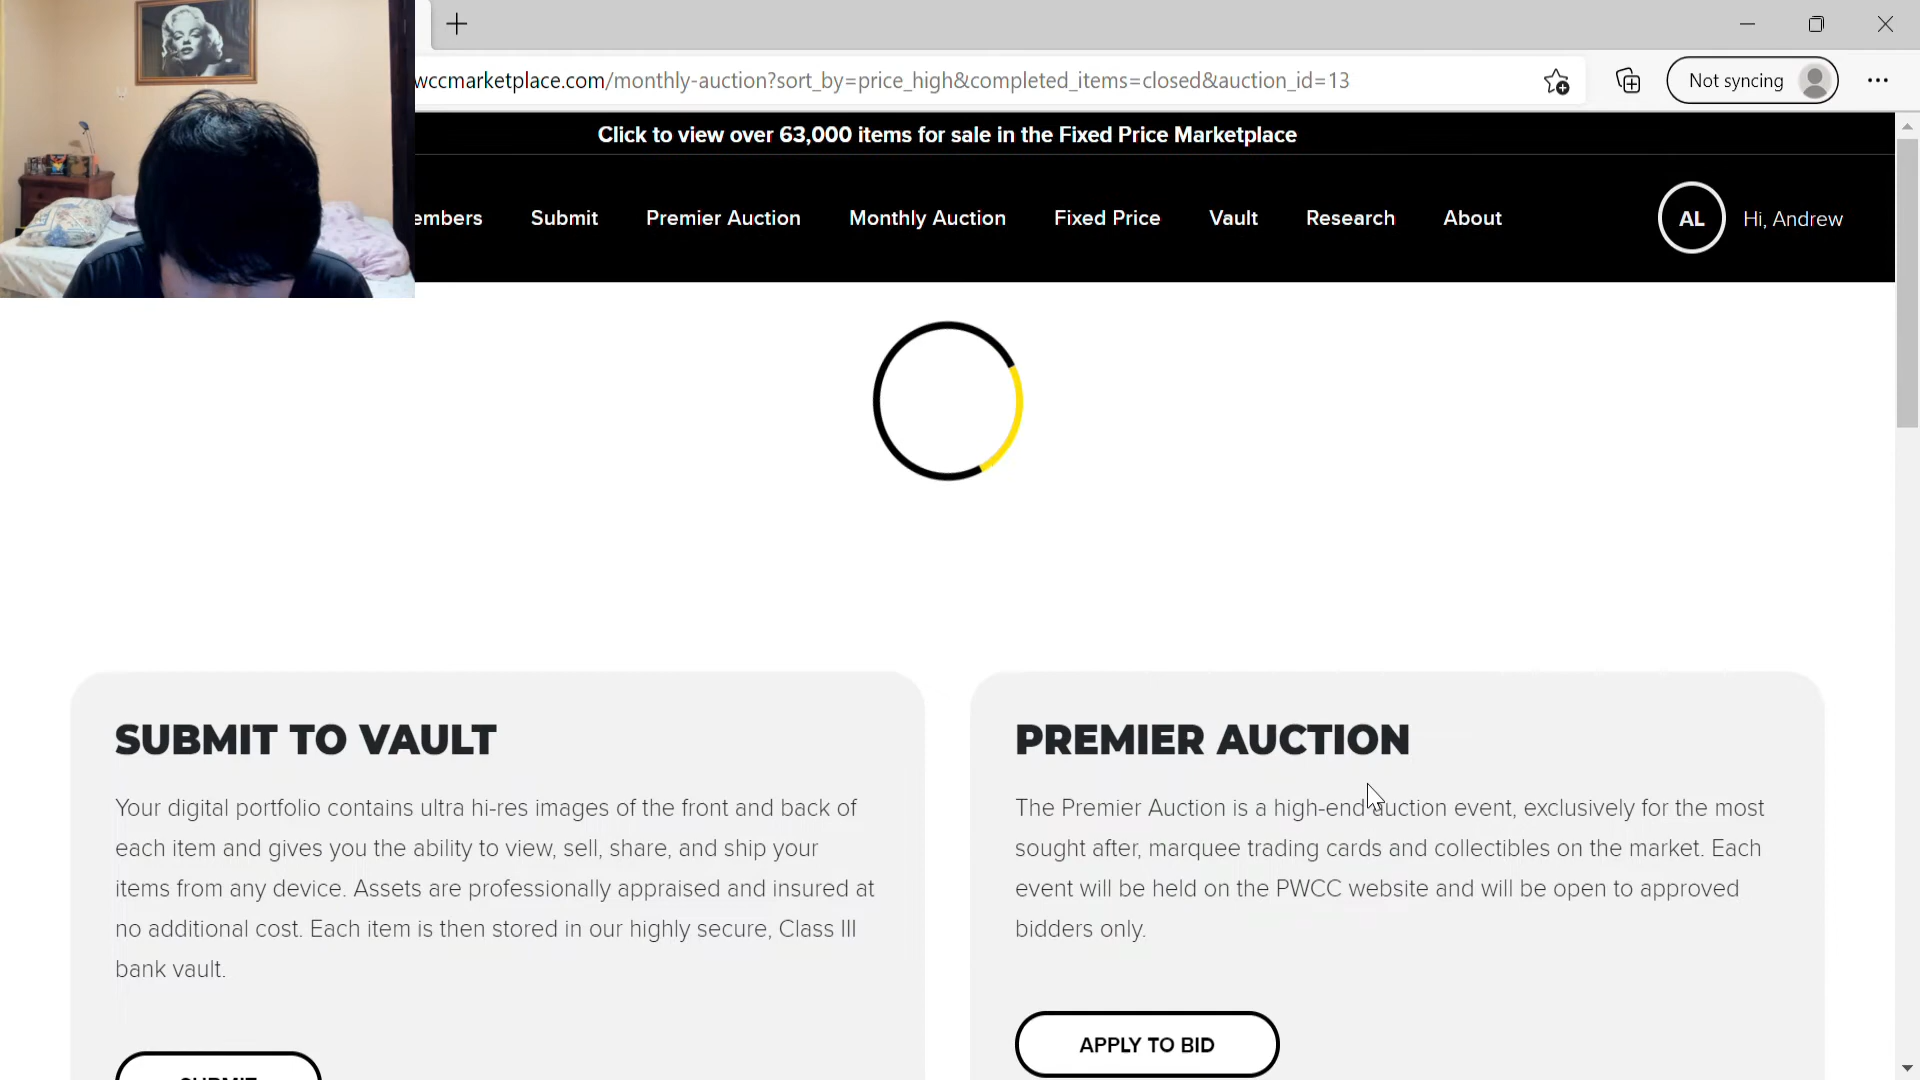 wccmarketplace.com/monthly-auction?sort_by=price_high&completed_items=closed&auction_id=13
Not syncing
Click to view over 63,000 items for sale in the Fixed Price Marketplace
embers Submit Premier Auction Monthly Auction Fixed Price Vault Research About AL Hi, Andrew
SUBMIT TO VAULT
Your digital portfolio contains ultra hi-res images of the front and back of
each item and gives you the ability to view, sell, share, and ship your
items from any device. Assets are professionally appraised and insured at
no additional cost. Each item is then stored in our highly secure, Class III
bank vault.
SUBMIT
PREMIER AUCTION
The Premier Auction is a high-end auction event, exclusively for the most
sought after, marquee trading cards and collectibles on the market. Each
event will be held on the PWCC website and will be open to approved
bidders only.
APPLY TO BID